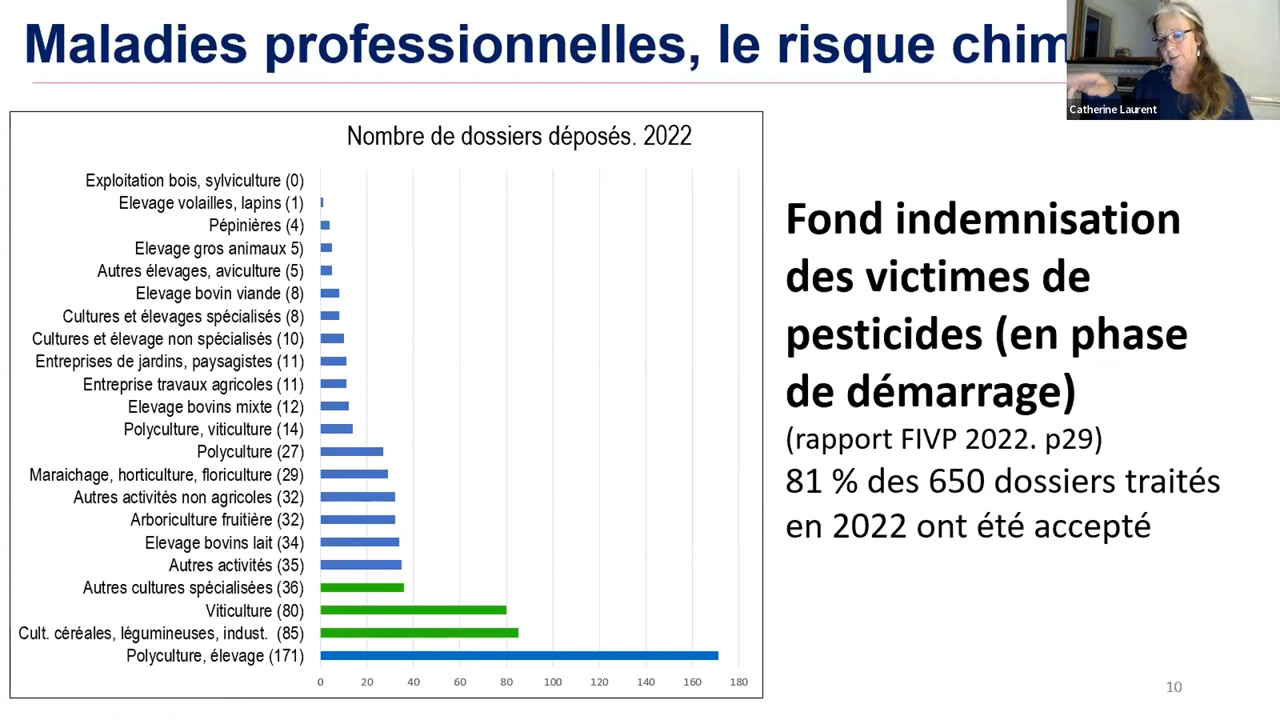 Maladies professionnelles, le risque chim
Catherine Laurent
Nombre de dossiers déposés. 2022
Exploitation bois, sylviculture (0)
Elevage volailles, lapins (1)
Pépinières (4)
Elevage gros animaux 5)
Autres élevages, aviculture (5)
Elevage bovin viande (8)
Cultures et élevages spécialisés (8)
Cultures et élevage non spécialisés (10)
Entreprises de jardins, paysagistes (11)
Entreprise travaux agricoles (11)
Elevage bovins mixte (12)
Polyculture, viticulture (14)
Polyculture (27)
Maraichage, horticulture, floriculture (29)
Autres activités non agricoles (32)
Arboriculture fruitière (32)
Elevage bovins lait (34)
Autres activités (35)
Autres cultures spécialisées (36)
Viticulture (80)
Cult. céréales, légumineuses, indust. (85)
Polyculture, élevage (171)
0 20 40 60 80 100 120 140 160 180
Fond indemnisation
des victimes de
pesticides (en phase
de démarrage)
(rapport FIVP 2022. p29)
81 % des 650 dossiers traités
en 2022 ont été accepté
10